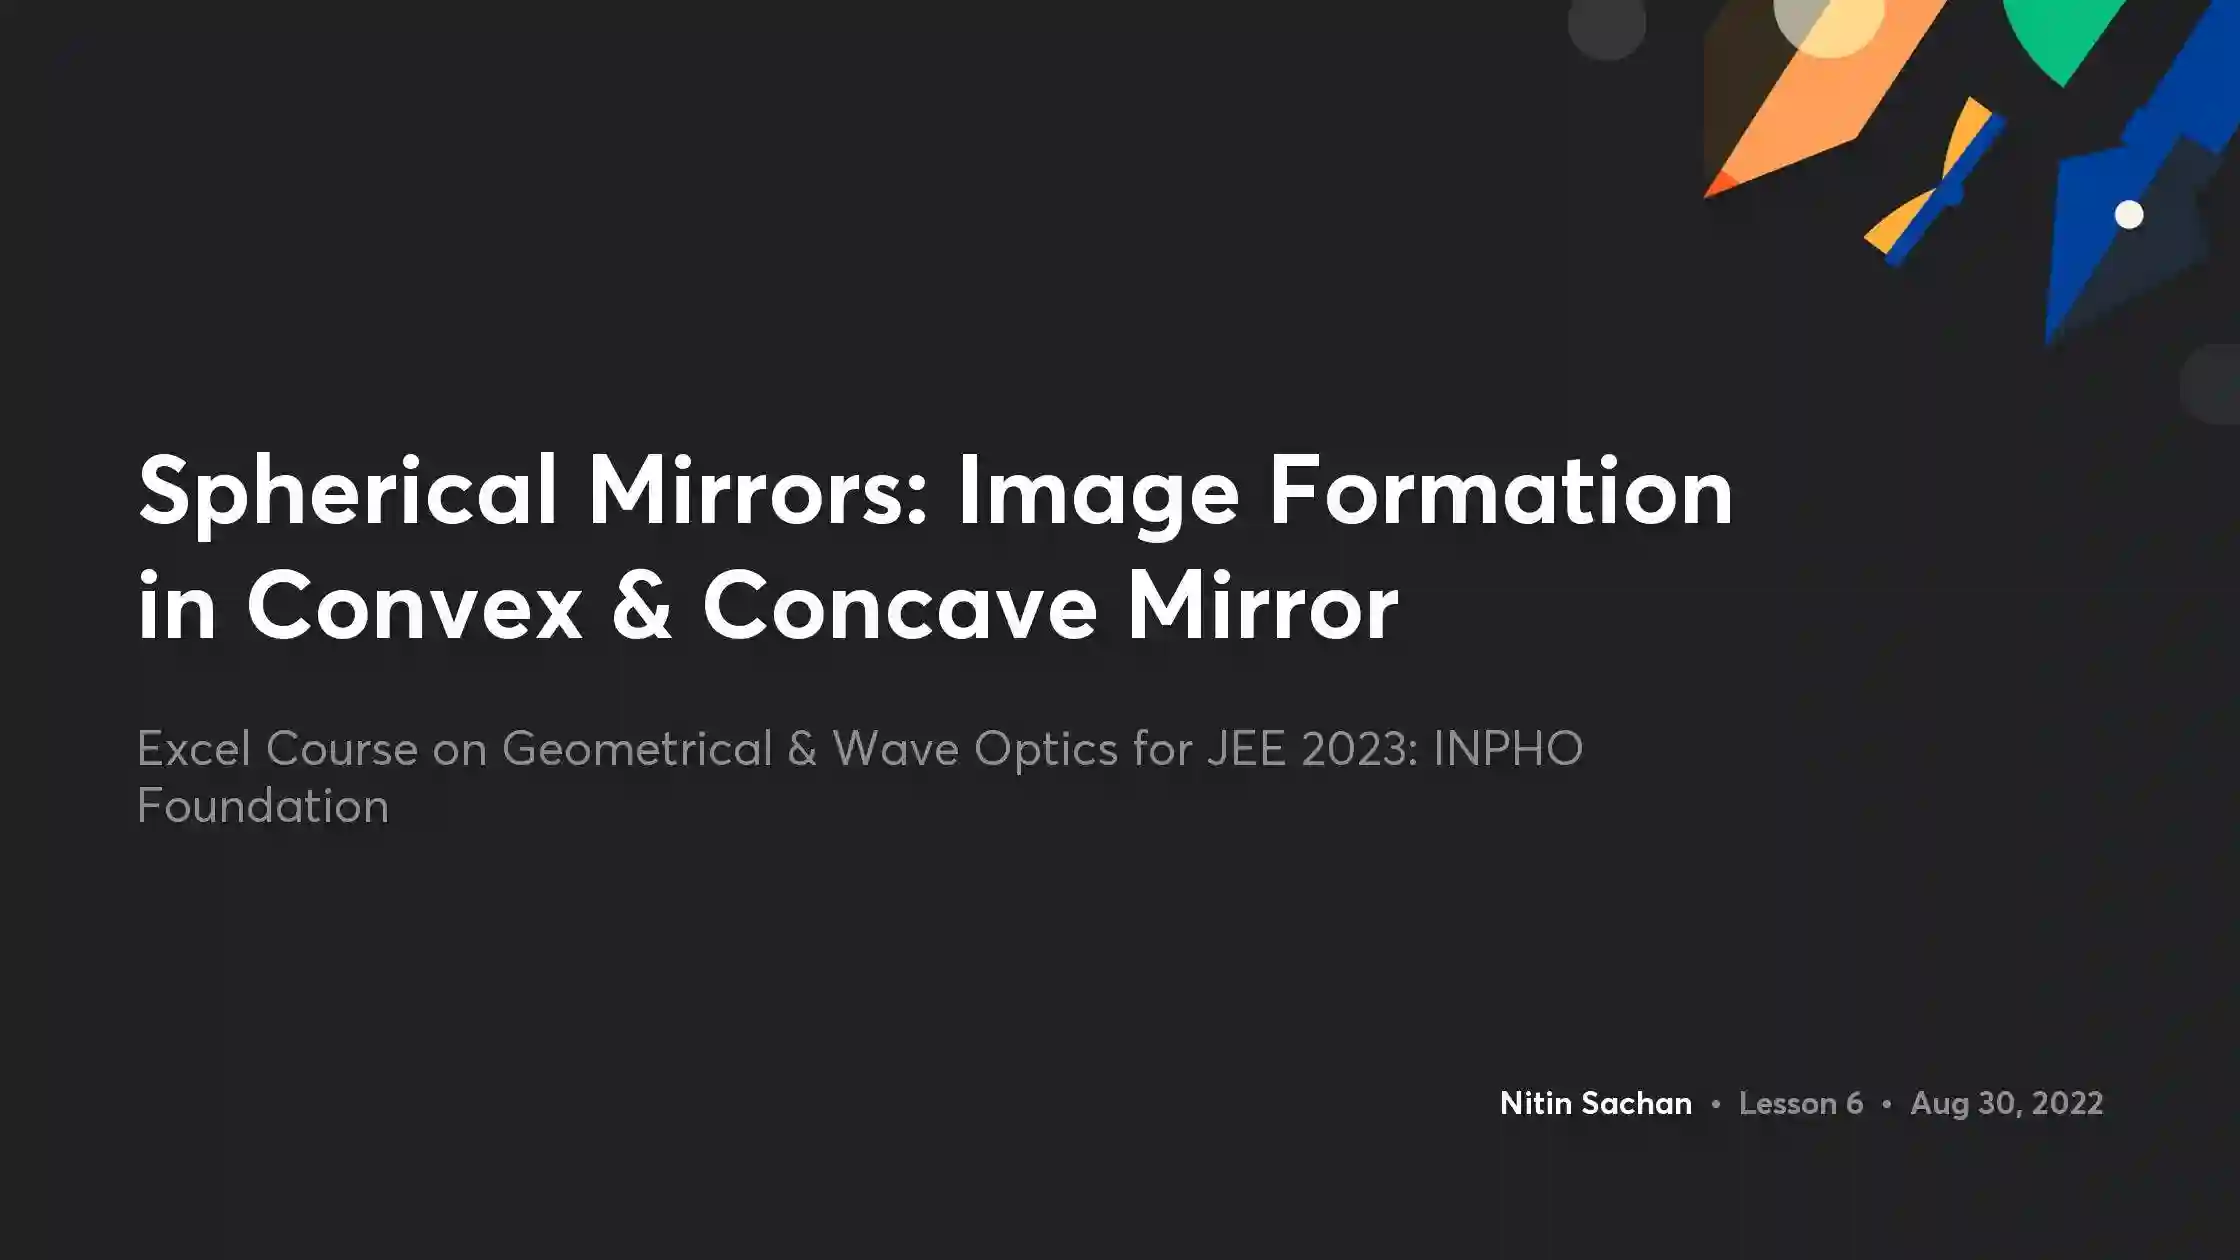 Spherical Mirrors: Image Formation
in Convex & Concave Mirror
Excel Course on Geometrical & Wave Optics for JEE 2023: INPHO
Foundation
Nitin Sachan • Lesson 6 • Aug 30, 2022